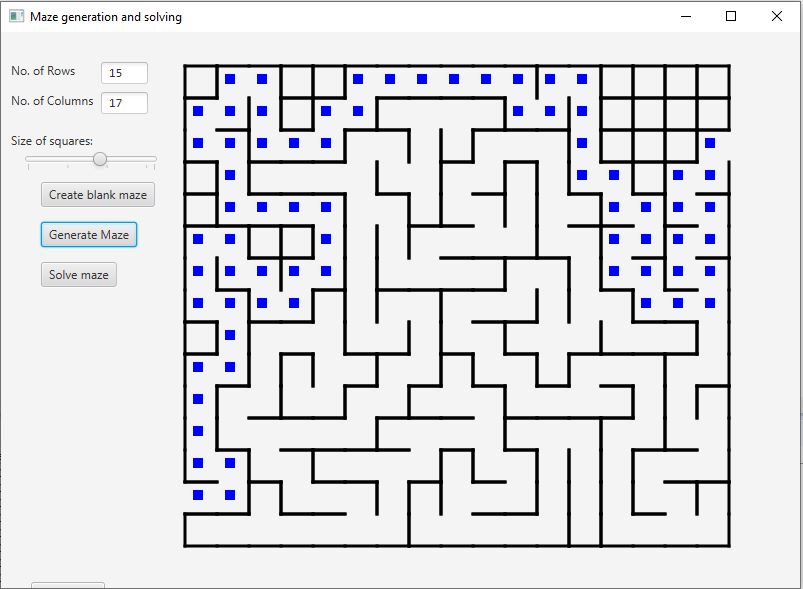 Maze generation and solving
No. of Rows 15
No. of Columns 17
Size of squares:
Create blank maze
Generate Maze
Solve maze